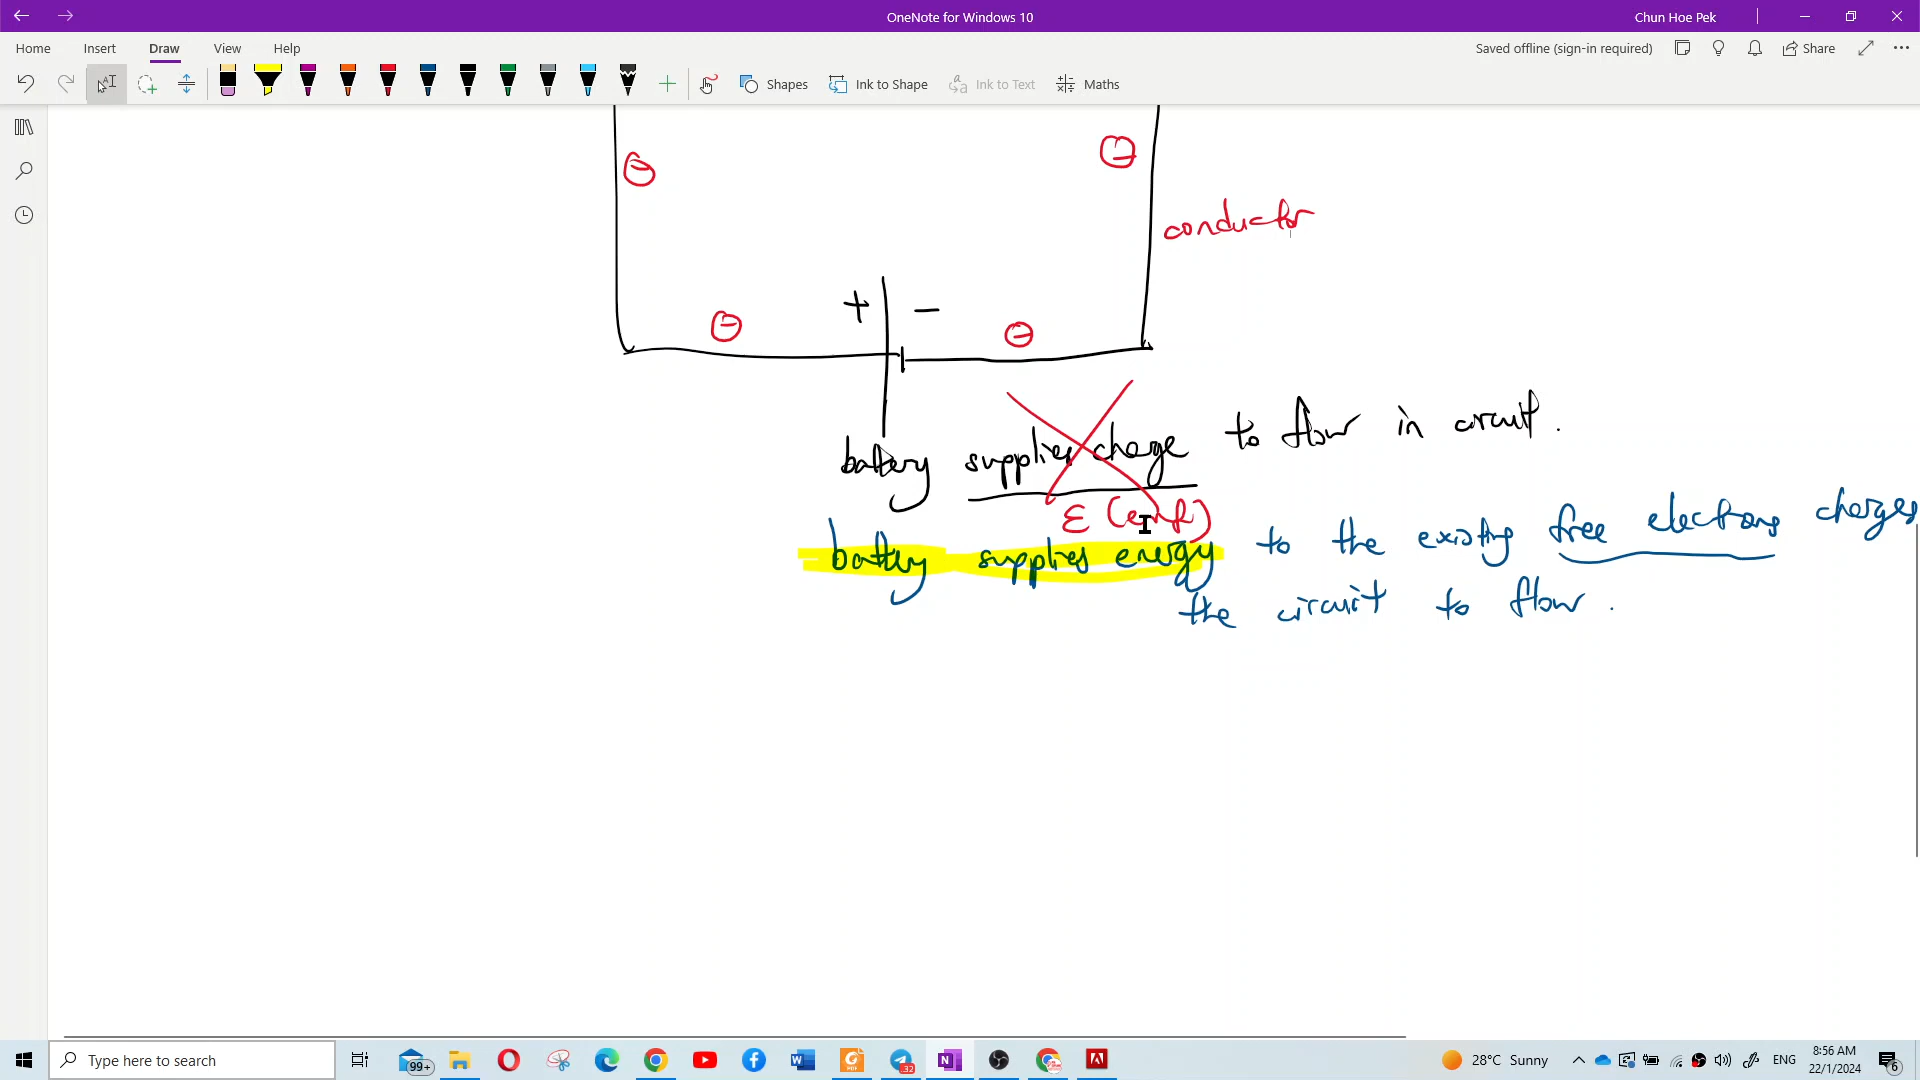 OneNote for Windows 10
Chun Hoe Pek
Home Insert Draw View Help
Saved offline (sign-in required)
Share
Shapes
Ink to Shape
Ink to Text
Maths
conductor
+ −
battery supplies charge to flow in circuit.
ε (emf)
battery supplies energy to the existing free electrons charges
the circuit to flow.
Type here to search
99+
W
.32
N
28°C Sunny
ENG
8:56 AM
22/1/2024
6